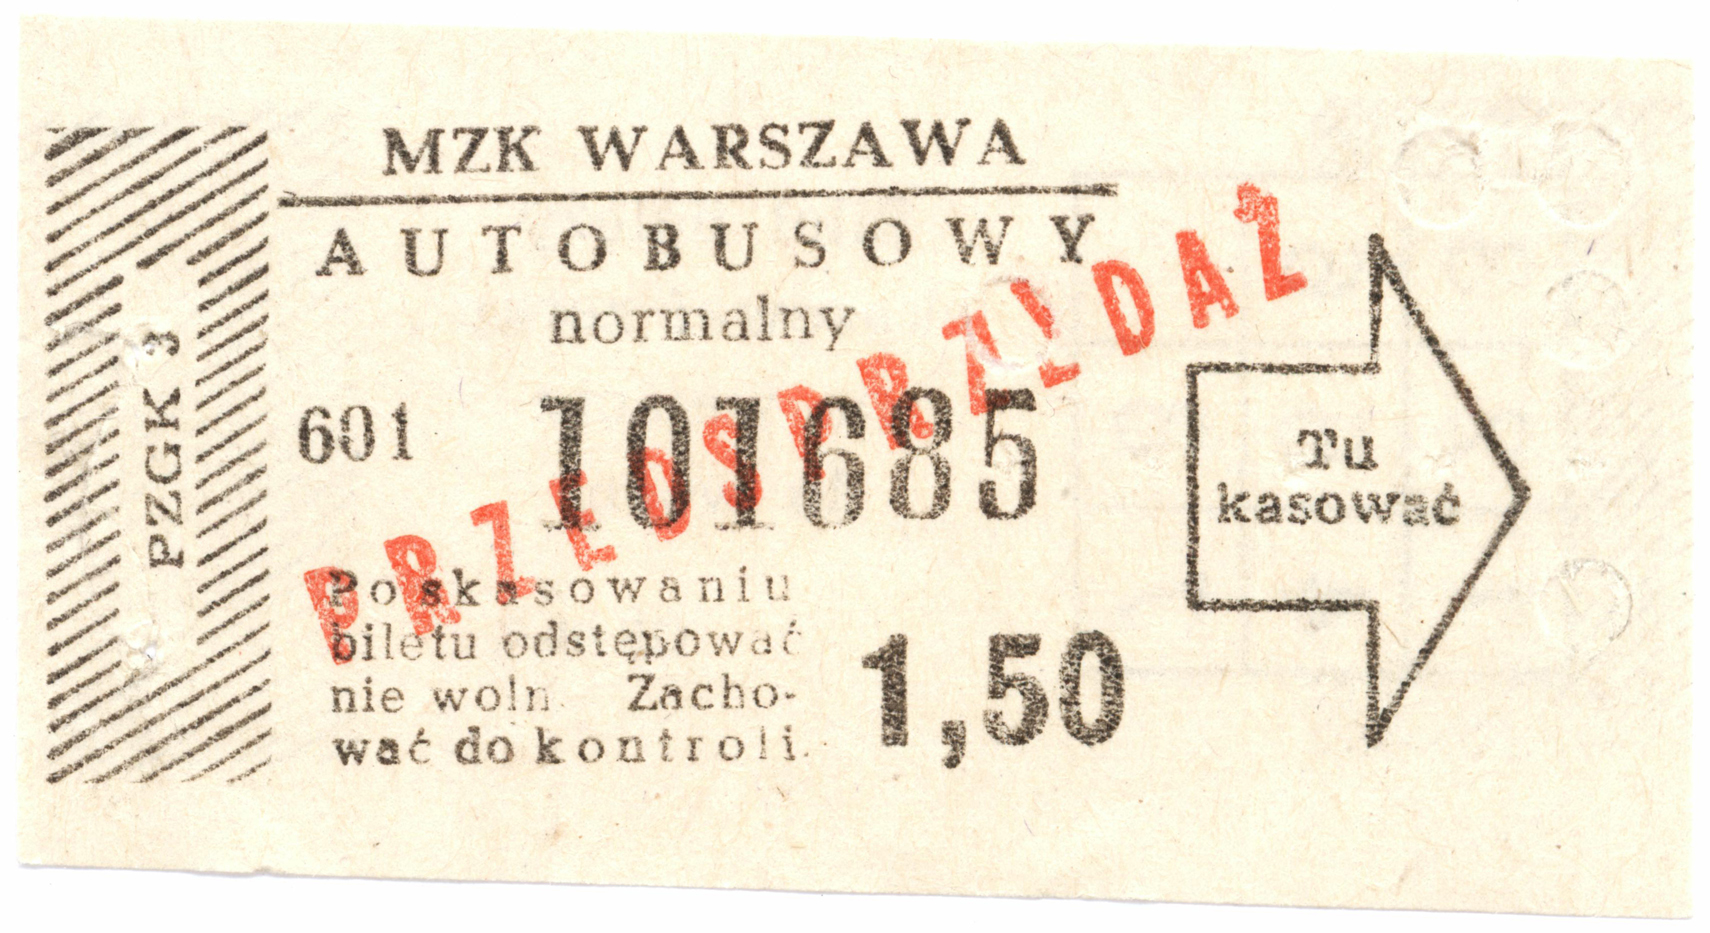 MZK WARSZAWA
AUTOBUSOWY
normalny
601 101685
PRZEDSPRZEDAŻ
Po skasowaniu
biletu odstępować
nie woln Zacho-
wać do kontroli.
1,50
Tu
kasować
PZGK 3